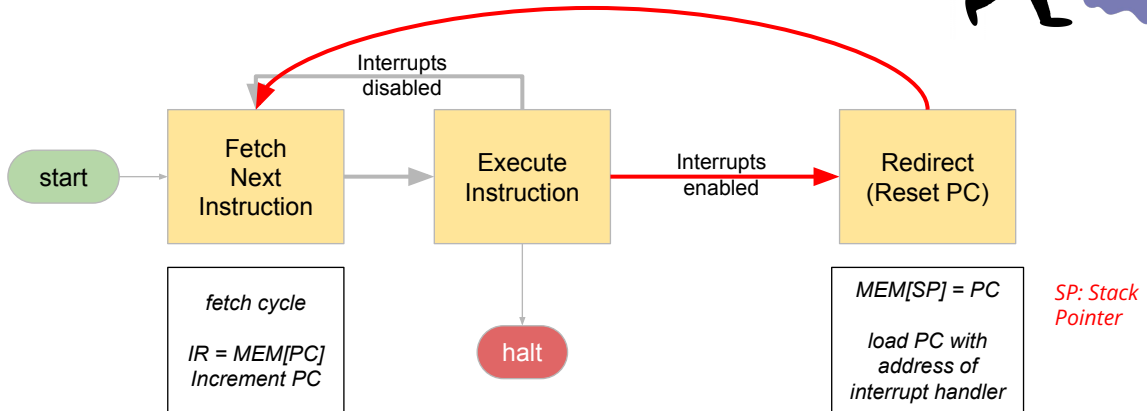 Interrupts
disabled
start
Fetch
Next
Instruction
Execute
Instruction
Interrupts
enabled
Redirect
(Reset PC)
fetch cycle
IR = MEM[PC]
Increment PC
halt
MEM[SP] = PC
load PC with
address of
interrupt handler
SP: Stack
Pointer